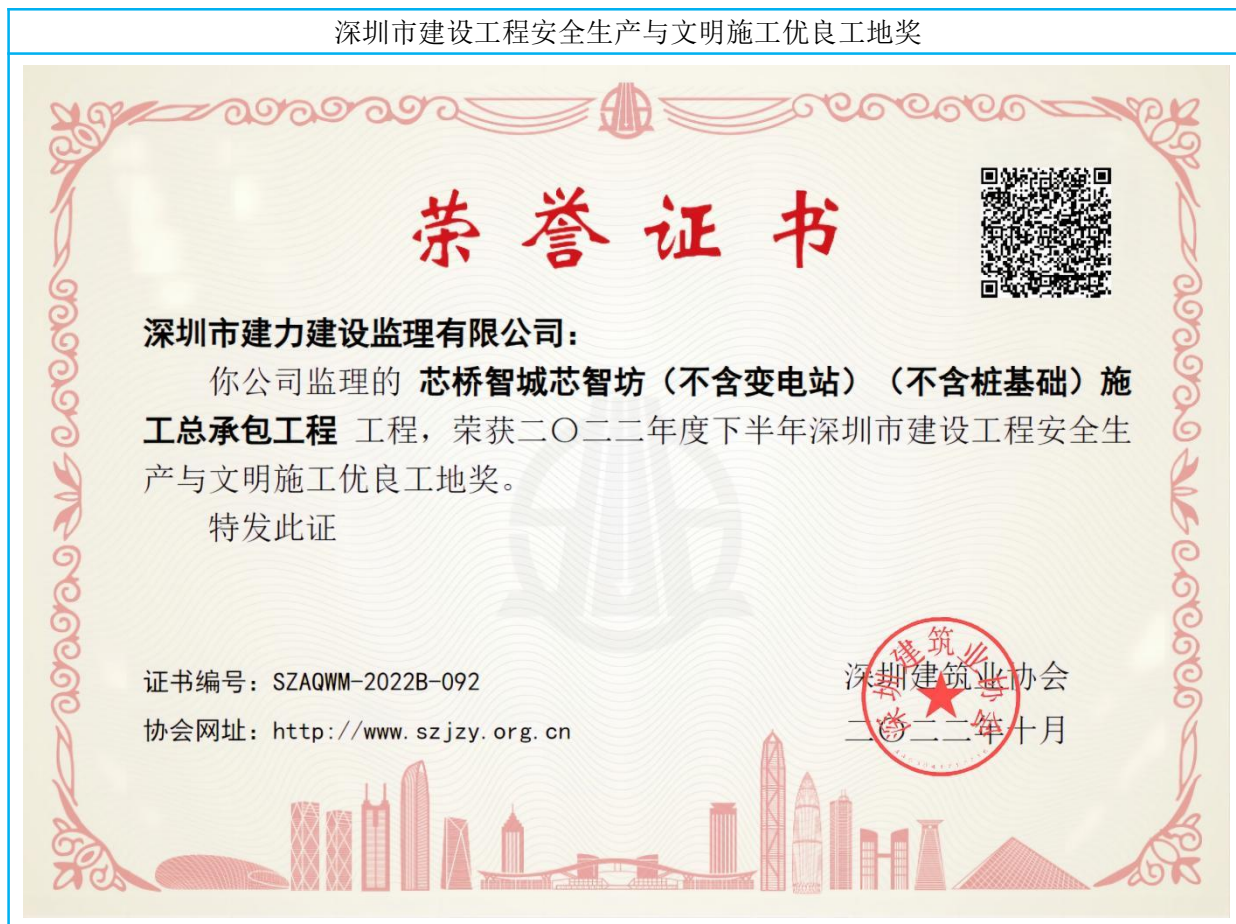 深圳市建设工程安全生产与文明施工优良工地奖
荣誉证书
深圳市建力建设监理有限公司：
你公司监理的 芯桥智城芯智坊（不含变电站）（不含桩基础）施
工总承包工程 工程，荣获二〇二二年度下半年深圳市建设工程安全生
产与文明施工优良工地奖。
特发此证
证书编号：SZAQWM-2022B-092
协会网址：http://www.szjzy.org.cn
深圳建筑业协会
二〇二二年十月
深圳建筑业协会